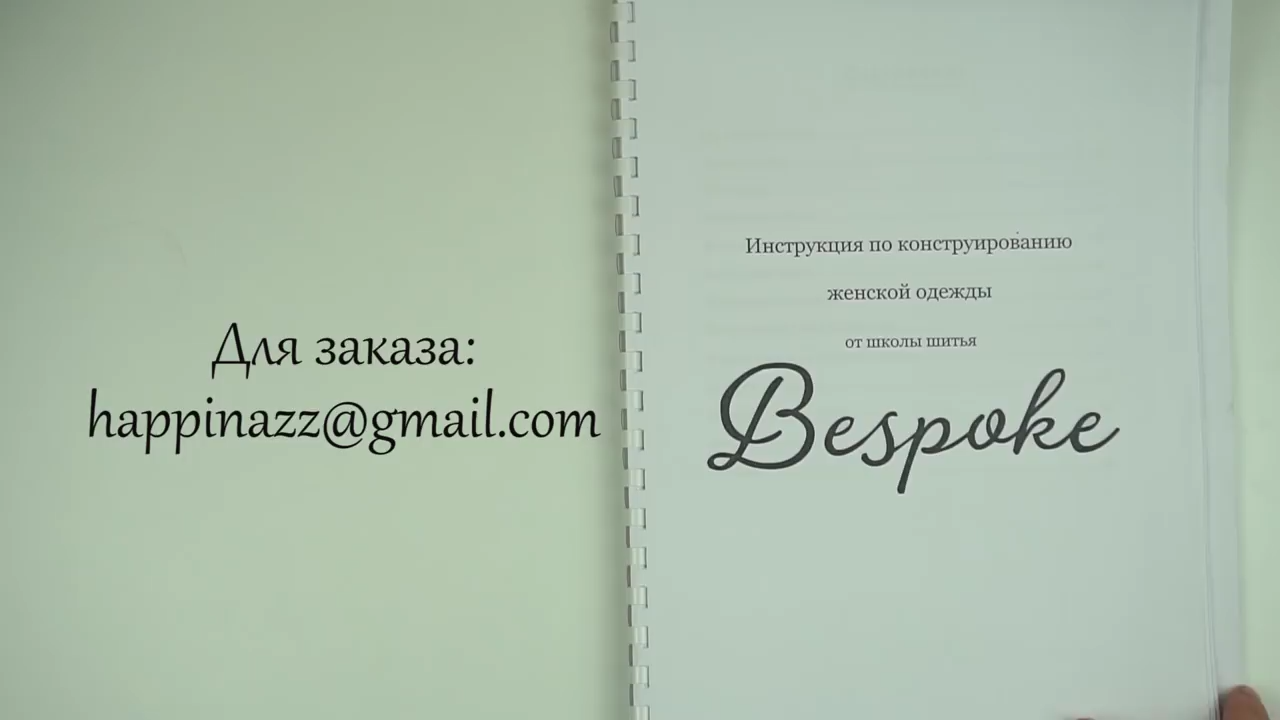 Для заказа:
happinazz@gmail.com
Инструкция по конструированию
женской одежды
от школы шитья
Bespoke